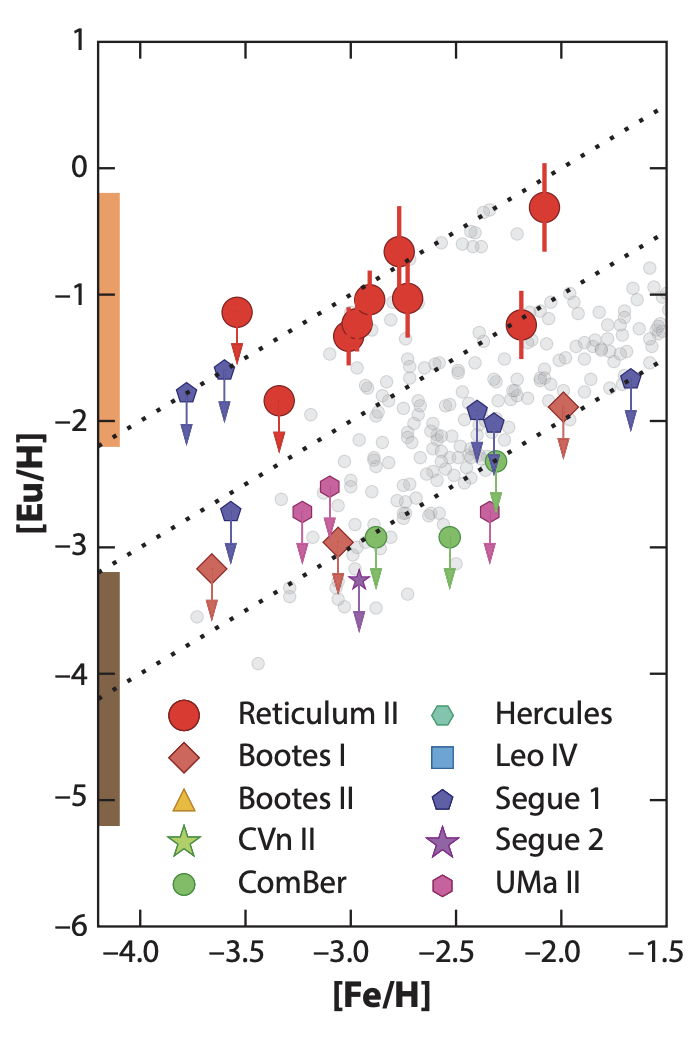 1
0
–1
–2
–3
–4
–5
–6
[Eu/H]
Reticulum II
Bootes I
Bootes II
CVn II
ComBer
Hercules
Leo IV
Segue 1
Segue 2
UMa II
–4.0 –3.5 –3.0 –2.5 –2.0 –1.5
[Fe/H]